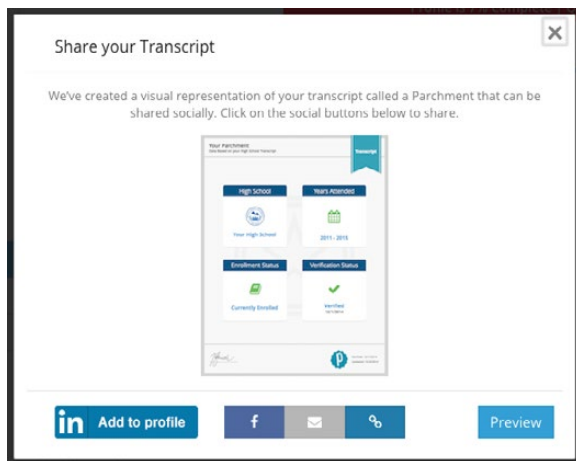 Share your Transcript
We've created a visual representation of your transcript called a Parchment that can be
shared socially. Click on the social buttons below to share.
Your Parchment
Transcript
High School
Years Attended
Your High School
2011 - 2015
Enrollment Status
Verification Status
Currently Enrolled
Verified
in Add to profile
f
Preview